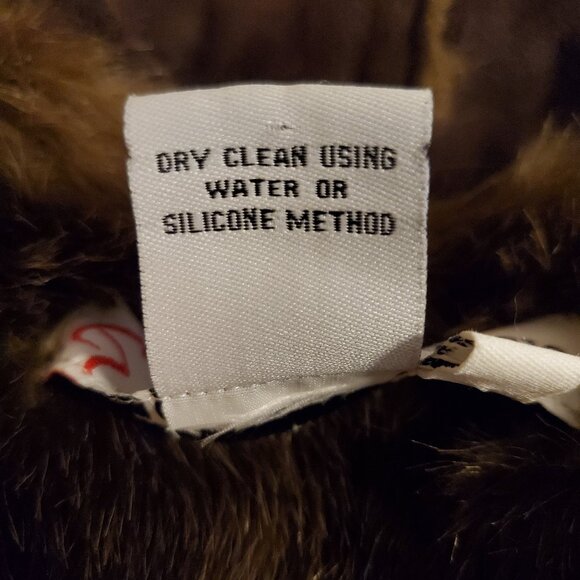 DRY CLEAN USING
WATER OR
SILICONE METHOD